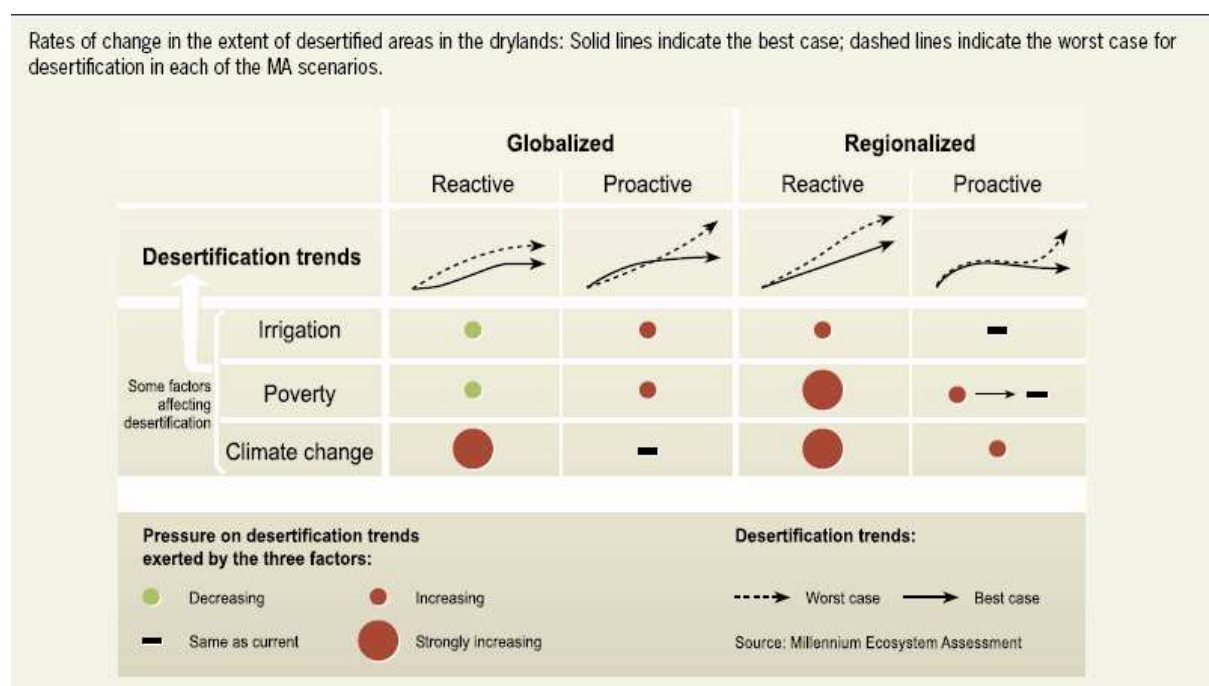 Rates of change in the extent of desertified areas in the drylands: Solid lines indicate the best case; dashed lines indicate the worst case for
desertification in each of the MA scenarios.
Globalized
Regionalized
Reactive
Proactive
Reactive
Proactive
Desertification trends
Irrigation
Some factors
affecting
desertification
Poverty
Climate change
Pressure on desertification trends
exerted by the three factors:
Decreasing
Increasing
Same as current
Strongly increasing
Desertification trends:
Worst case
Best case
Source: Millennium Ecosystem Assessment